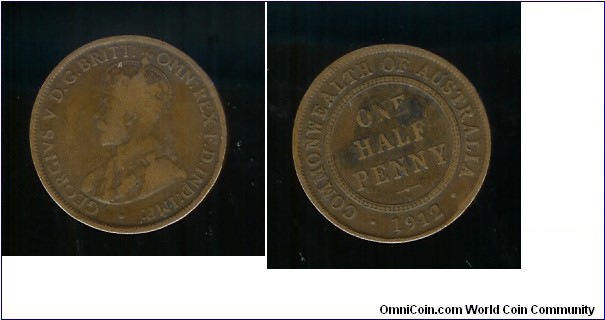 GEORGIVS V D.G.BRITT: OMN:REX F.D.IND:IMP:
COMMONWEALTH OF AUSTRALIA
ONE
HALF
PENNY
1912
OmniCoin.com World Coin Community